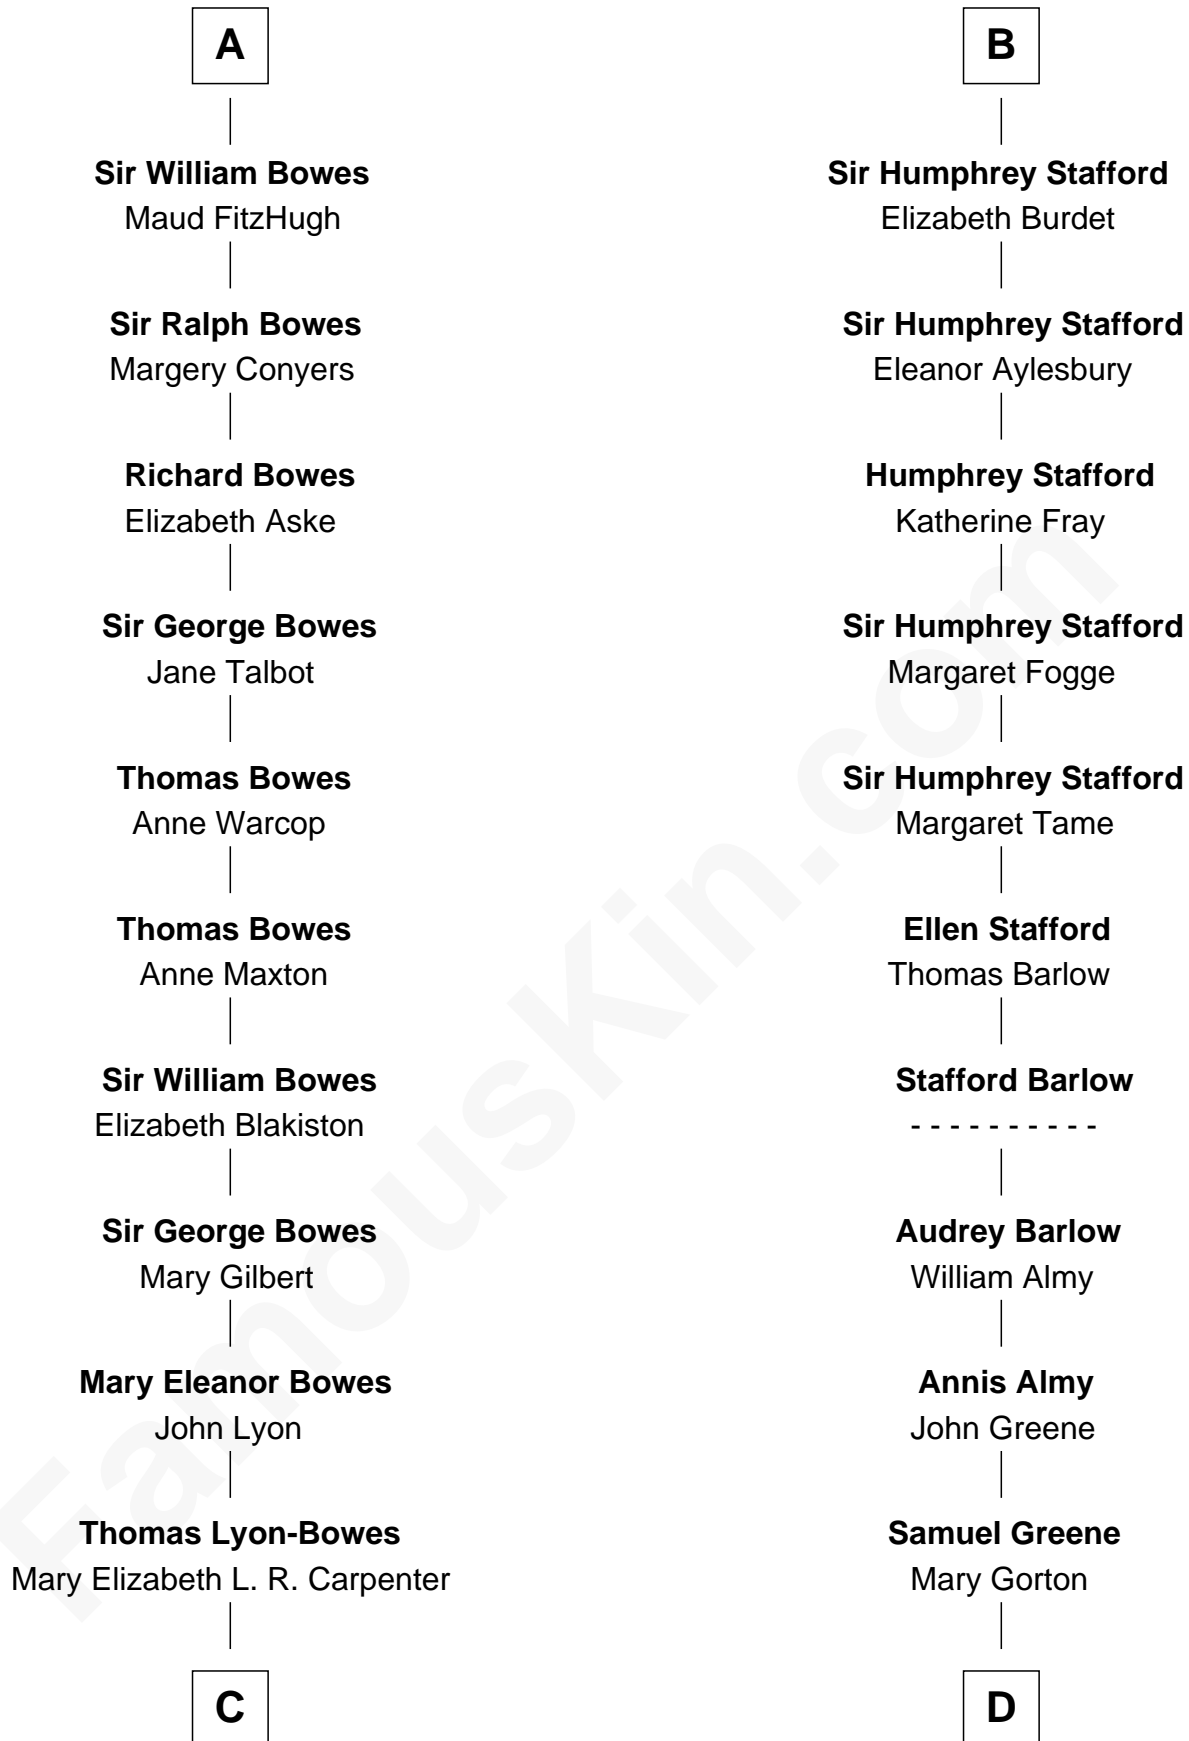 A
Sir William Bowes
Maud FitzHugh
Sir Ralph Bowes
Margery Conyers
Richard Bowes
Elizabeth Aske
Sir George Bowes
Jane Talbot
Thomas Bowes
Anne Warcop
Thomas Bowes
Anne Maxton
Sir William Bowes
Elizabeth Blakiston
Sir George Bowes
Mary Gilbert
Mary Eleanor Bowes
John Lyon
Thomas Lyon-Bowes
Mary Elizabeth L. R. Carpenter
C
B
Sir Humphrey Stafford
Elizabeth Burdet
Sir Humphrey Stafford
Eleanor Aylesbury
Humphrey Stafford
Katherine Fray
Sir Humphrey Stafford
Margaret Fogge
Sir Humphrey Stafford
Margaret Tame
Ellen Stafford
Thomas Barlow
Stafford Barlow
- - - - - - - - - -
Audrey Barlow
William Almy
Annis Almy
John Greene
Samuel Greene
Mary Gorton
D
FamousKin.com